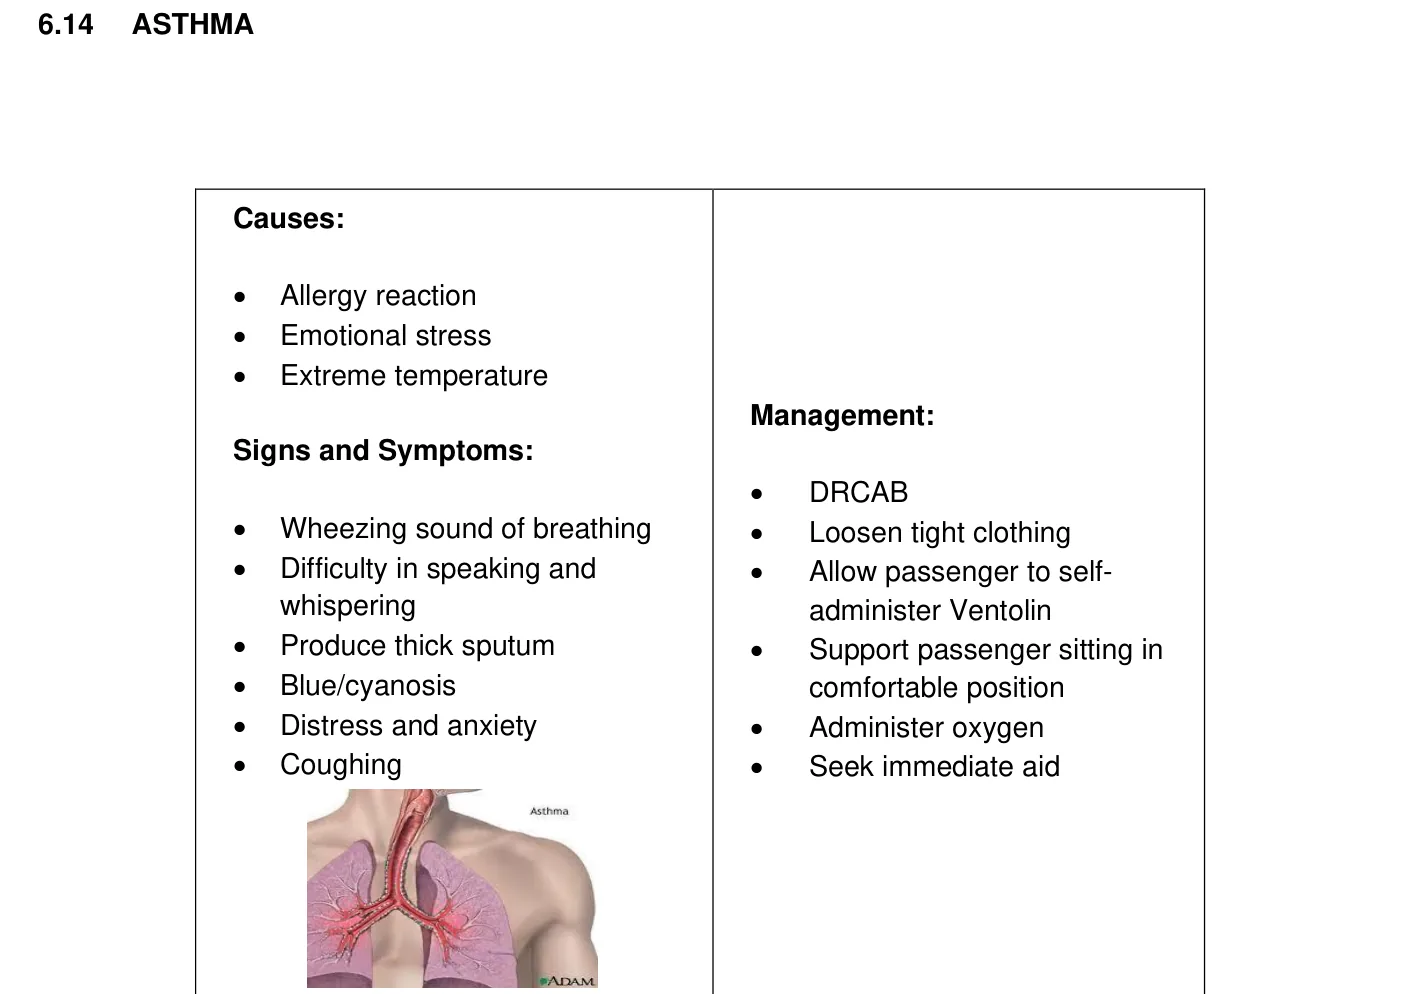 6.14 ASTHMA
Causes:
• Allergy reaction
• Emotional stress
• Extreme temperature
Signs and Symptoms:
• Wheezing sound of breathing
• Difficulty in speaking and
whispering
• Produce thick sputum
• Blue/cyanosis
• Distress and anxiety
• Coughing
Asthma
ADAM.
Management:
• DRCAB
• Loosen tight clothing
• Allow passenger to self-
administer Ventolin
• Support passenger sitting in
comfortable position
• Administer oxygen
• Seek immediate aid